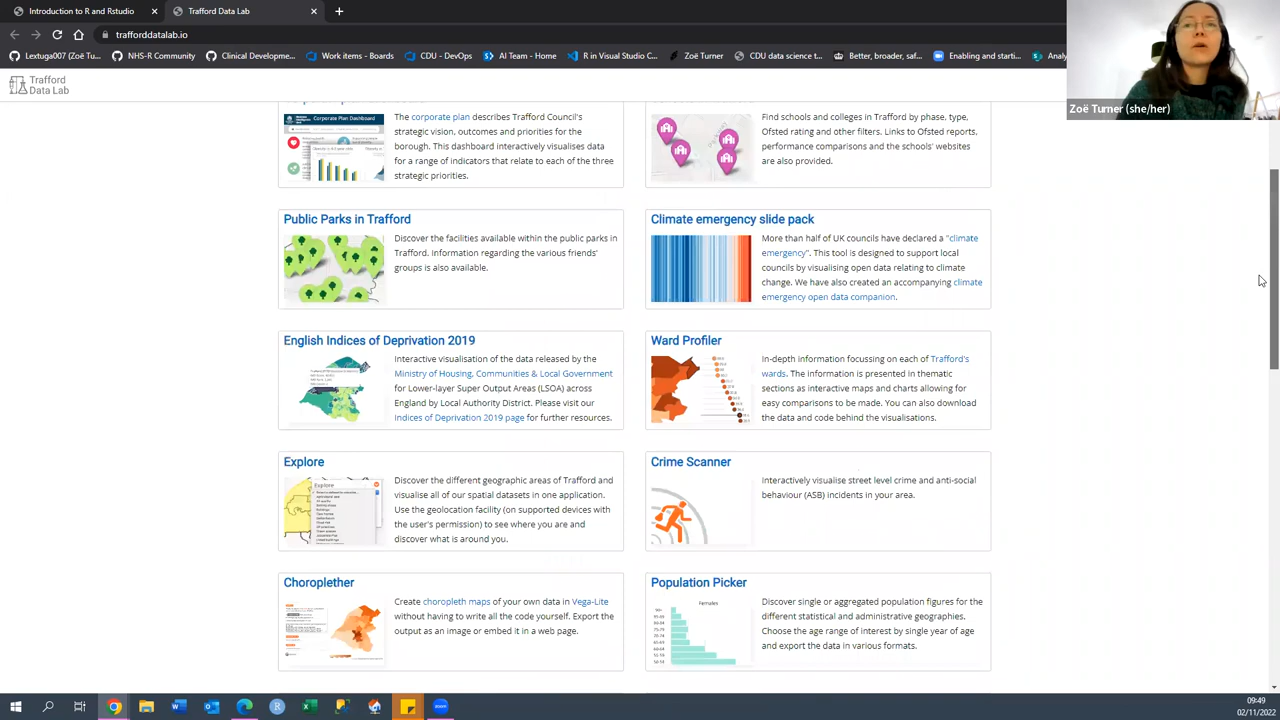 Introduction to R and Rstudio
Trafford Data Lab
trafforddatalab.io
Lextuga007 (Zoë Tu...
NHS-R Community
Clinical Developme...
Work items - Boards
CDU - DevOps
AI team - Home
R in Visual Studio C...
Zoë Turner
CDU data science t...
Better, broader, saf...
Enabling and starti...
Analy
Zoë Turner (she/her)
Trafford
Data Lab
This app describes Trafford Council's
strategic vision, outcomes and priorities for the
borough. This dashboard interactively visualises data
for a range of indicators that relate to each of the three
strategic priorities.
Corporate Plan Dashboard
Ofsted rating and other filters. Links to Ofsted reports,
performance comparisons and the schools' websites
are also provided.
Public Parks in Trafford
Discover the facilities available within the public parks in
Trafford. Information regarding the various friends'
groups is also available.
Climate emergency slide pack
More than half of UK councils have declared a "climate
emergency". This tool is designed to support local
councils by visualising open data relating to climate
change. We have also created an accompanying climate
emergency open data companion.
English Indices of Deprivation 2019
Interactive visualisation of the data released by the
Ministry of Housing, Communities & Local Government
for Lower-layer Super Output Areas (LSOA) across
England by Local Authority District. Please visit our
Indices of Deprivation 2019 page for further resources.
Ward Profiler
In-depth information focussing on each of Trafford's
wards. The information is presented in thematic
sections as interactive maps and charts allowing for
easy comparisons to be made. You can also download
the data and code behind the visualisations.
Explore
Explore
Discover the different geographic areas of Trafford and
visualise all of our spatial datasets in one application.
Use the geolocation feature (on supported devices with
the user's permission) to see where you are and
discover what is around you.
Crime Scanner
Interactively visualise street level crime and anti-social
behaviour (ASB) incidents in your area.
Choroplether
Create choropleth maps of your own data in Vega-Lite
without having to write all the code yourself. Export the
output as an image or embed it in a webpage.
Population Picker
Females
90+
Discover single or aggregated population figures for the
different statistical and administrative geographies.
Choose the age range of interest by single year of age
and export the data in various formats.
09:49
02/11/2022